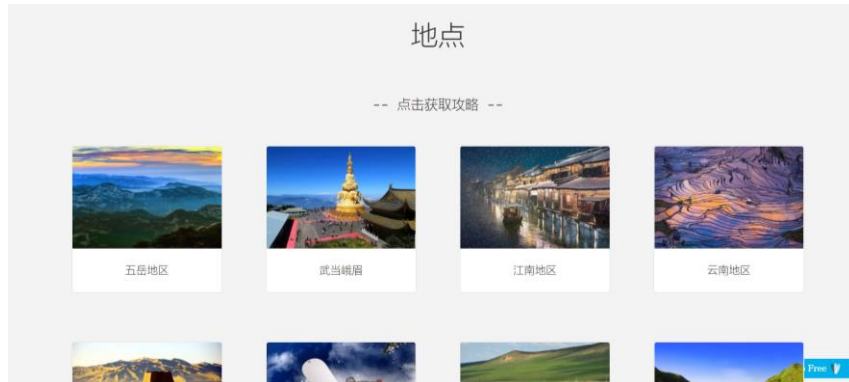 地点
-- 点击获取攻略 --
五岳地区
武当峨眉
江南地区
云南地区
Free